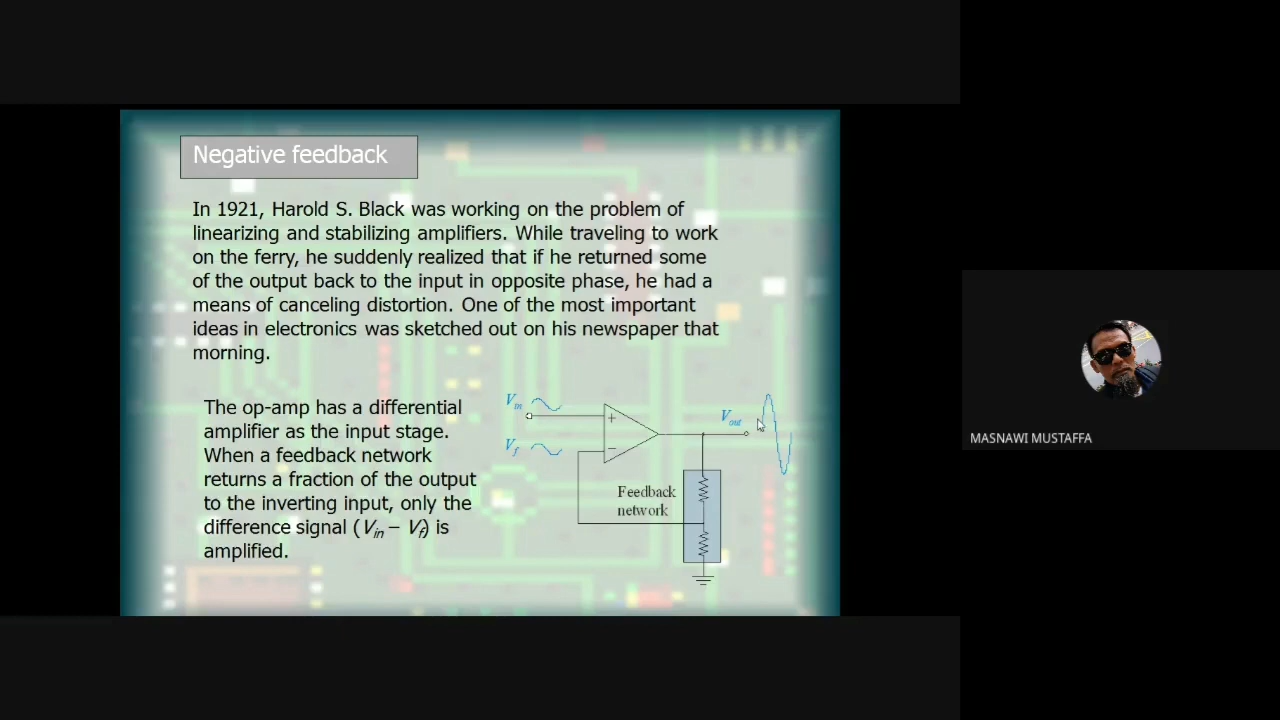 Negative feedback
In 1921, Harold S. Black was working on the problem of
linearizing and stabilizing amplifiers. While traveling to work
on the ferry, he suddenly realized that if he returned some
of the output back to the input in opposite phase, he had a
means of canceling distortion. One of the most important
ideas in electronics was sketched out on his newspaper that
morning.
The op-amp has a differential
amplifier as the input stage.
When a feedback network
returns a fraction of the output
to the inverting input, only the
difference signal (Vin – Vf) is
amplified.
Vin
+
Vout
Vf
–
Feedback
network
MASNAWI MUSTAFFA